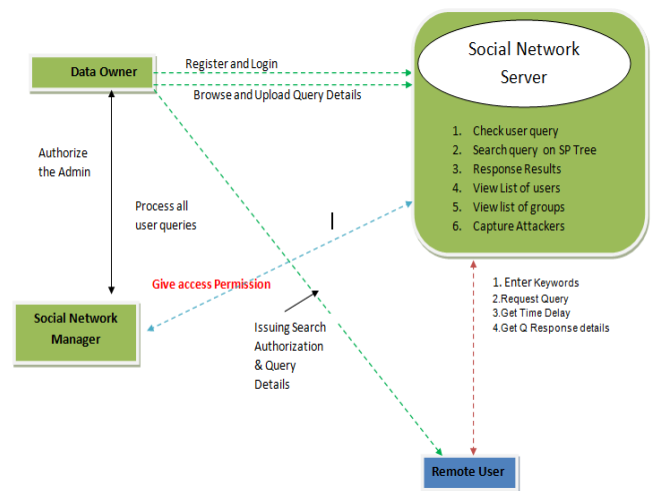 Social Network
Server
Data Owner
Register and Login
Browse and Upload Query Details
1. Check user query
2. Search query on SP Tree
3. Response Results
4. View List of users
5. View list of groups
6. Capture Attackers
Authorize
the Admin
Process all
user queries
Give access Permission
1. Enter Keywords
2.Request Query
3.Get Time Delay
4.Get Q Response details
Social Network
Manager
Issuing Search
Authorization
& Query
Details
Remote User